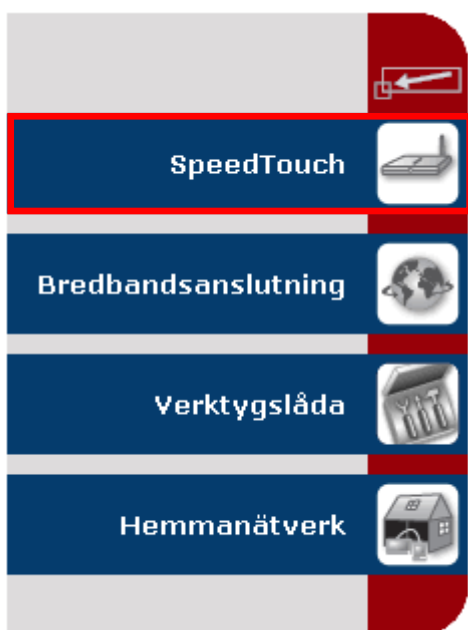 SpeedTouch
Bredbandsanslutning
Verktygslåda
Hemmanätverk